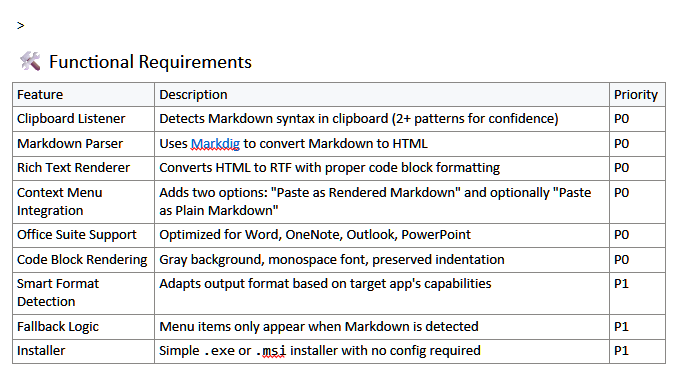 >
🛠 Functional Requirements
Feature Description Priority
Clipboard Listener Detects Markdown syntax in clipboard (2+ patterns for confidence) P0
Markdown Parser Uses Markdig to convert Markdown to HTML P0
Rich Text Renderer Converts HTML to RTF with proper code block formatting P0
Context Menu Adds two options: "Paste as Rendered Markdown" and optionally "Paste P0
Integration as Plain Markdown"
Office Suite Support Optimized for Word, OneNote, Outlook, PowerPoint P0
Code Block Rendering Gray background, monospace font, preserved indentation P0
Smart Format Adapts output format based on target app's capabilities P1
Detection
Fallback Logic Menu items only appear when Markdown is detected P1
Installer Simple .exe or .msi installer with no config required P1